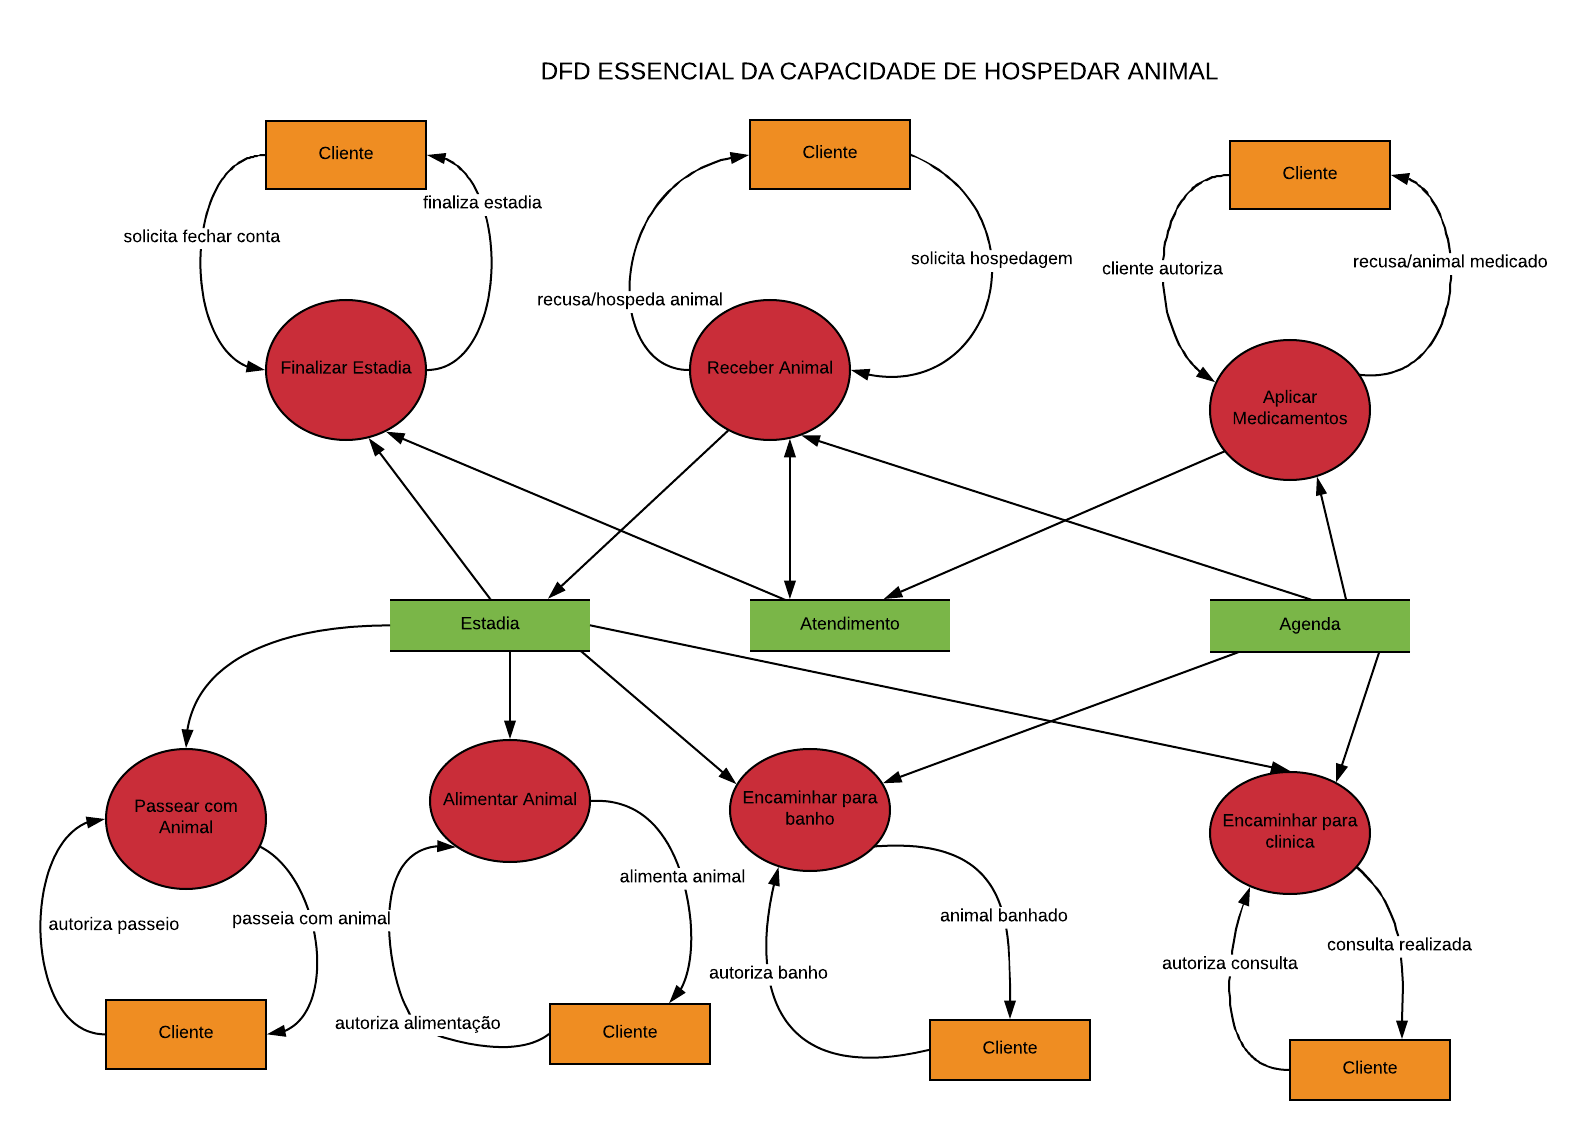 DFD ESSENCIAL DA CAPACIDADE DE HOSPEDAR ANIMAL
Cliente
Cliente
Cliente
finaliza estadia
solicita fechar conta
solicita hospedagem
cliente autoriza
recusa/animal medicado
recusa/hospeda animal
Finalizar Estadia
Receber Animal
Aplicar
Medicamentos
Estadia
Atendimento
Agenda
Passear com
Animal
Alimentar Animal
Encaminhar para
banho
Encaminhar para
clinica
alimenta animal
autoriza passeio
passeia com animal
animal banhado
consulta realizada
autoriza banho
autoriza consulta
autoriza alimentação
Cliente
Cliente
Cliente
Cliente